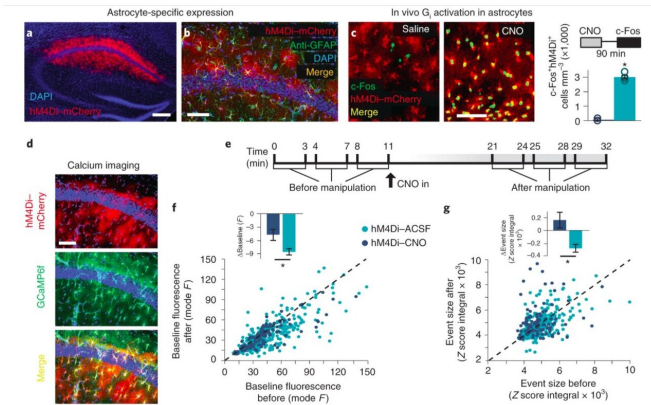 Astrocyte-specific expression
In vivo Gi activation in astrocytes
a
DAPI
hM4Di–mCherry
b
hM4Di–mCherry
Anti-GFAP
DAPI
Merge
c
Saline
c-Fos
hM4Di–mCherry
Merge
CNO
CNO
c-Fos
90 min
c-Fos+hM4Di+
cells mm–3 (×1,000)
3
2
1
0
*
d
Calcium imaging
hM4Di–
mCherry
GCaMP6f
Merge
e
Time
(min)
0 3 4 7 8 11 21 24 25 28 29 32
Before manipulation
CNO in
After manipulation
f
ΔBaseline (F)
0
–3
–6
–9
*
hM4Di–ACSF
hM4Di–CNO
Baseline fluorescence
after (mode F)
150
120
90
60
30
0
0 30 60 90 120 150
Baseline fluorescence
before (mode F)
g
ΔEvent size
(Z score integral
× 10³)
0.2
0
–0.2
–0.4
*
Event size after
(Z score integral × 10³)
10
8
6
4
2
2 4 6 8 10
Event size before
(Z score integral × 10³)